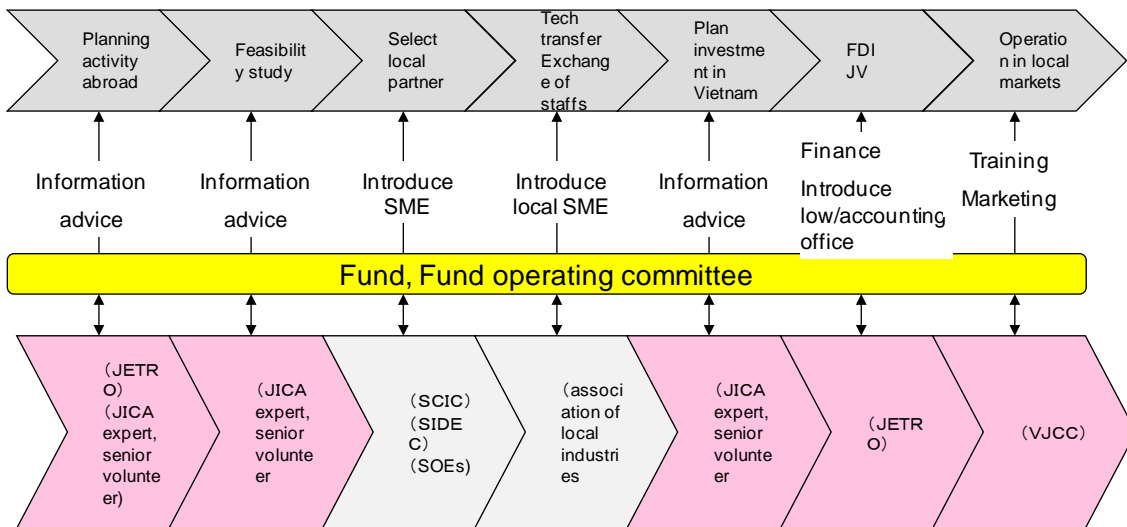 Planning
activity
abroad
Feasibilit
y study
Select
local
partner
Tech
transfer
Exchang
e of
staffs
Plan
investme
nt in
Vietnam
FDI
JV
Operatio
n in local
markets
Information
advice
Information
advice
Introduce
SME
Introduce
local SME
Information
advice
Finance
Introduce
low/accounting
office
Training
Marketing
Fund, Fund operating committee
（JETR
O）
（JICA
expert,
senior
volunte
er)
（JICA
expert,
senior
volunte
er
（SCIC）
（SIDE
C）
（SOEs)
（associ
ation of
local
industri
es
（JICA
expert,
senior
volunte
er
（JETR
O）
（VJCC）